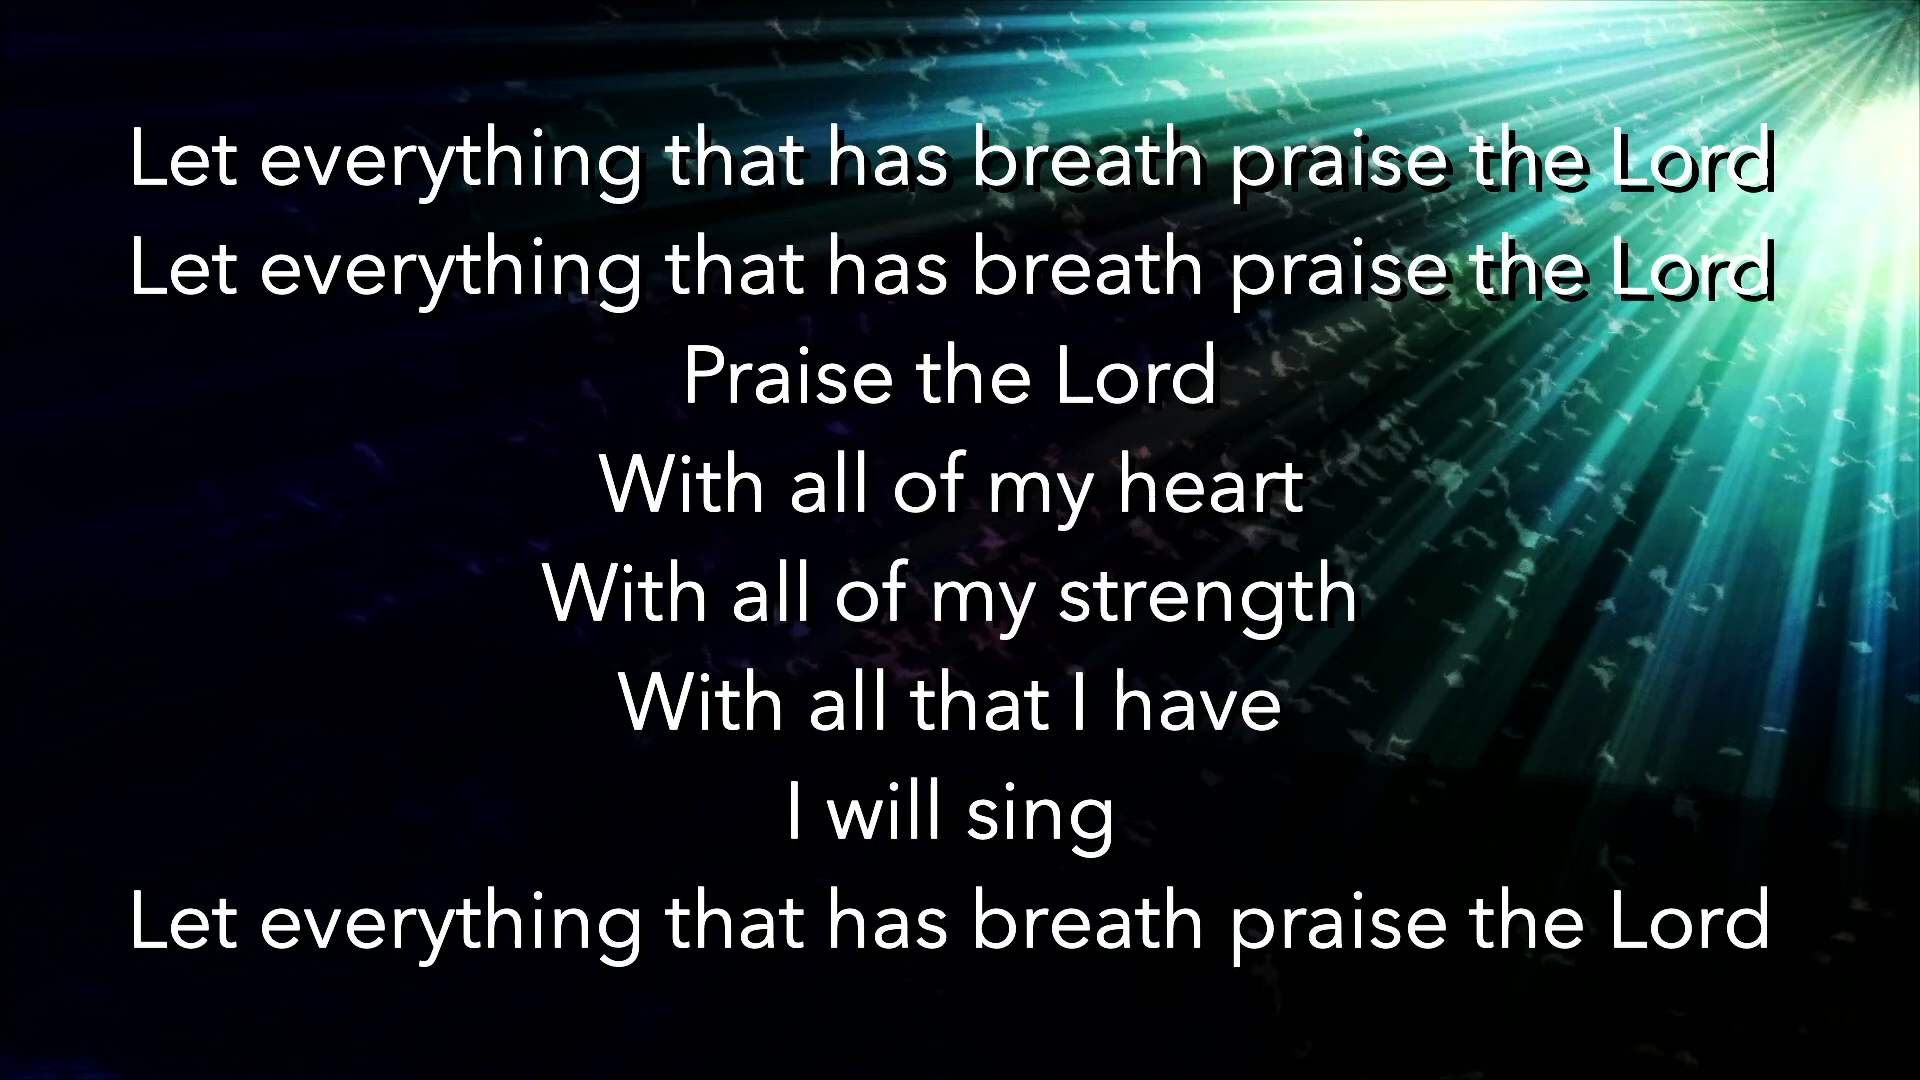 Let everything that has breath praise the Lord
Let everything that has breath praise the Lord
Praise the Lord
With all of my heart
With all of my strength
With all that I have
I will sing
Let everything that has breath praise the Lord